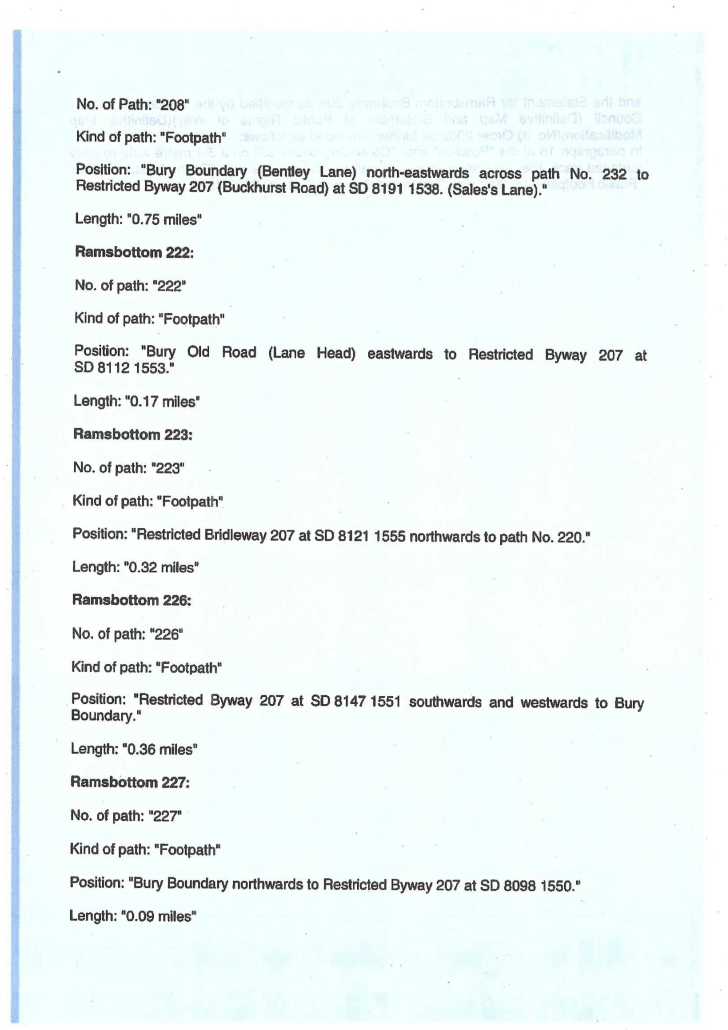 No. of Path: "208"
Kind of path: "Footpath"
Position: "Bury Boundary (Bentley Lane) north-eastwards across path No. 232 to
Restricted Byway 207 (Buckhurst Road) at SD 8191 1538. (Sales's Lane)."
Length: "0.75 miles"
Ramsbottom 222:
No. of path: "222"
Kind of path: "Footpath"
Position: "Bury Old Road (Lane Head) eastwards to Restricted Byway 207 at
SD 8112 1553."
Length: "0.17 miles"
Ramsbottom 223:
No. of path: "223"
Kind of path: "Footpath"
Position: "Restricted Bridleway 207 at SD 8121 1555 northwards to path No. 220."
Length: "0.32 miles"
Ramsbottom 226:
No. of path: "226"
Kind of path: "Footpath"
Position: "Restricted Byway 207 at SD 8147 1551 southwards and westwards to Bury
Boundary."
Length: "0.36 miles"
Ramsbottom 227:
No. of path: "227"
Kind of path: "Footpath"
Position: "Bury Boundary northwards to Restricted Byway 207 at SD 8098 1550."
Length: "0.09 miles"